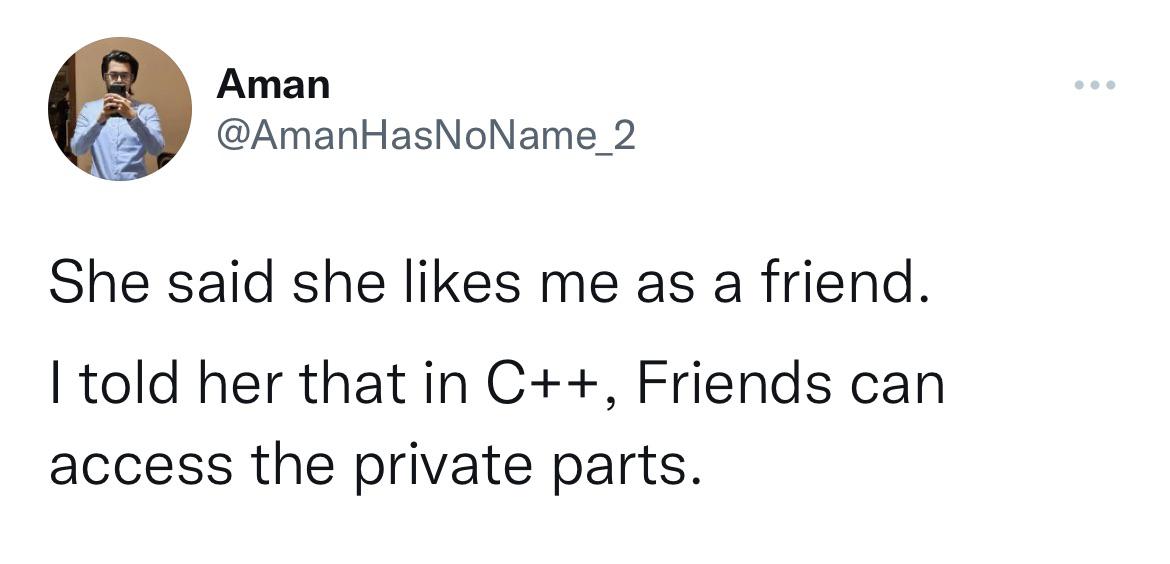 Aman
@AmanHasNoName_2
She said she likes me as a friend.
I told her that in C++, Friends can
access the private parts.